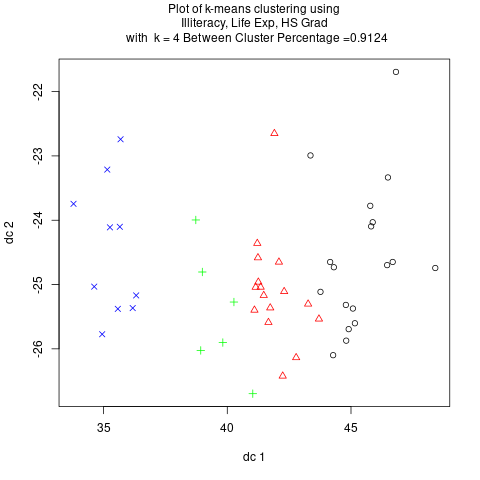 Plot of k-means clustering using
Illiteracy, Life Exp, HS Grad
with k = 4 Between Cluster Percentage =0.9124
-22
-23
-24
-25
-26
dc 2
35
40
45
dc 1